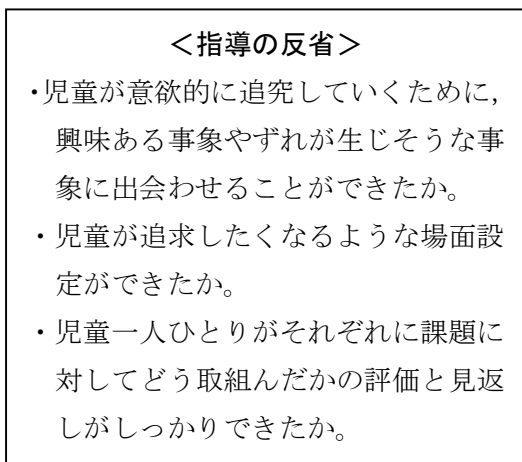 ＜指導の反省＞
・児童が意欲的に追究していくために，
興味ある事象やずれが生じそうな事
象に出会わせることができたか。
・児童が追求したくなるような場面設
定ができたか。
・児童一人ひとりがそれぞれに課題に
対してどう取組んだかの評価と見返
しがしっかりできたか。